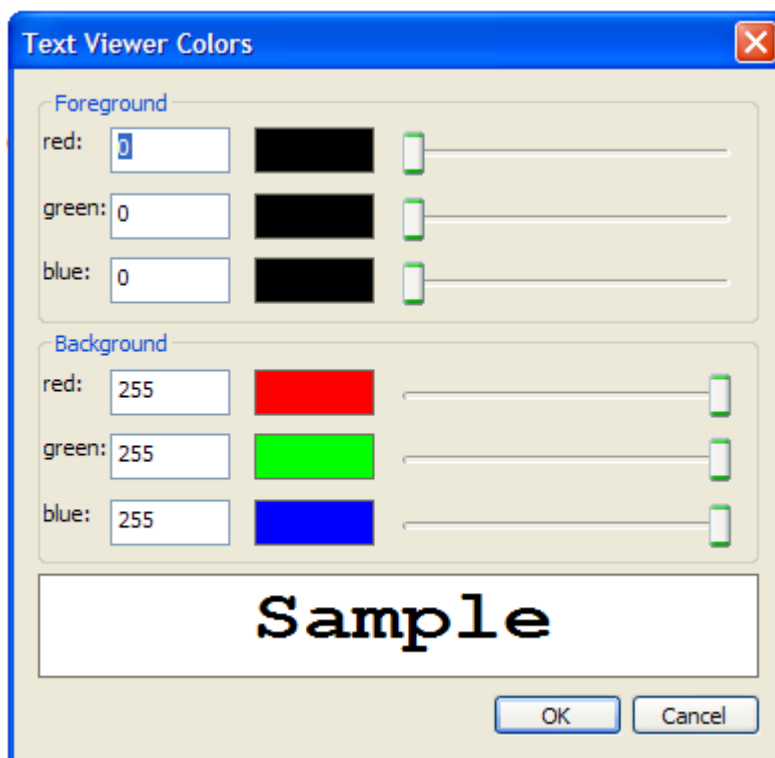 Text Viewer Colors
Foreground
red: 0
green: 0
blue: 0
Background
red: 255
green: 255
blue: 255
Sample
OK Cancel